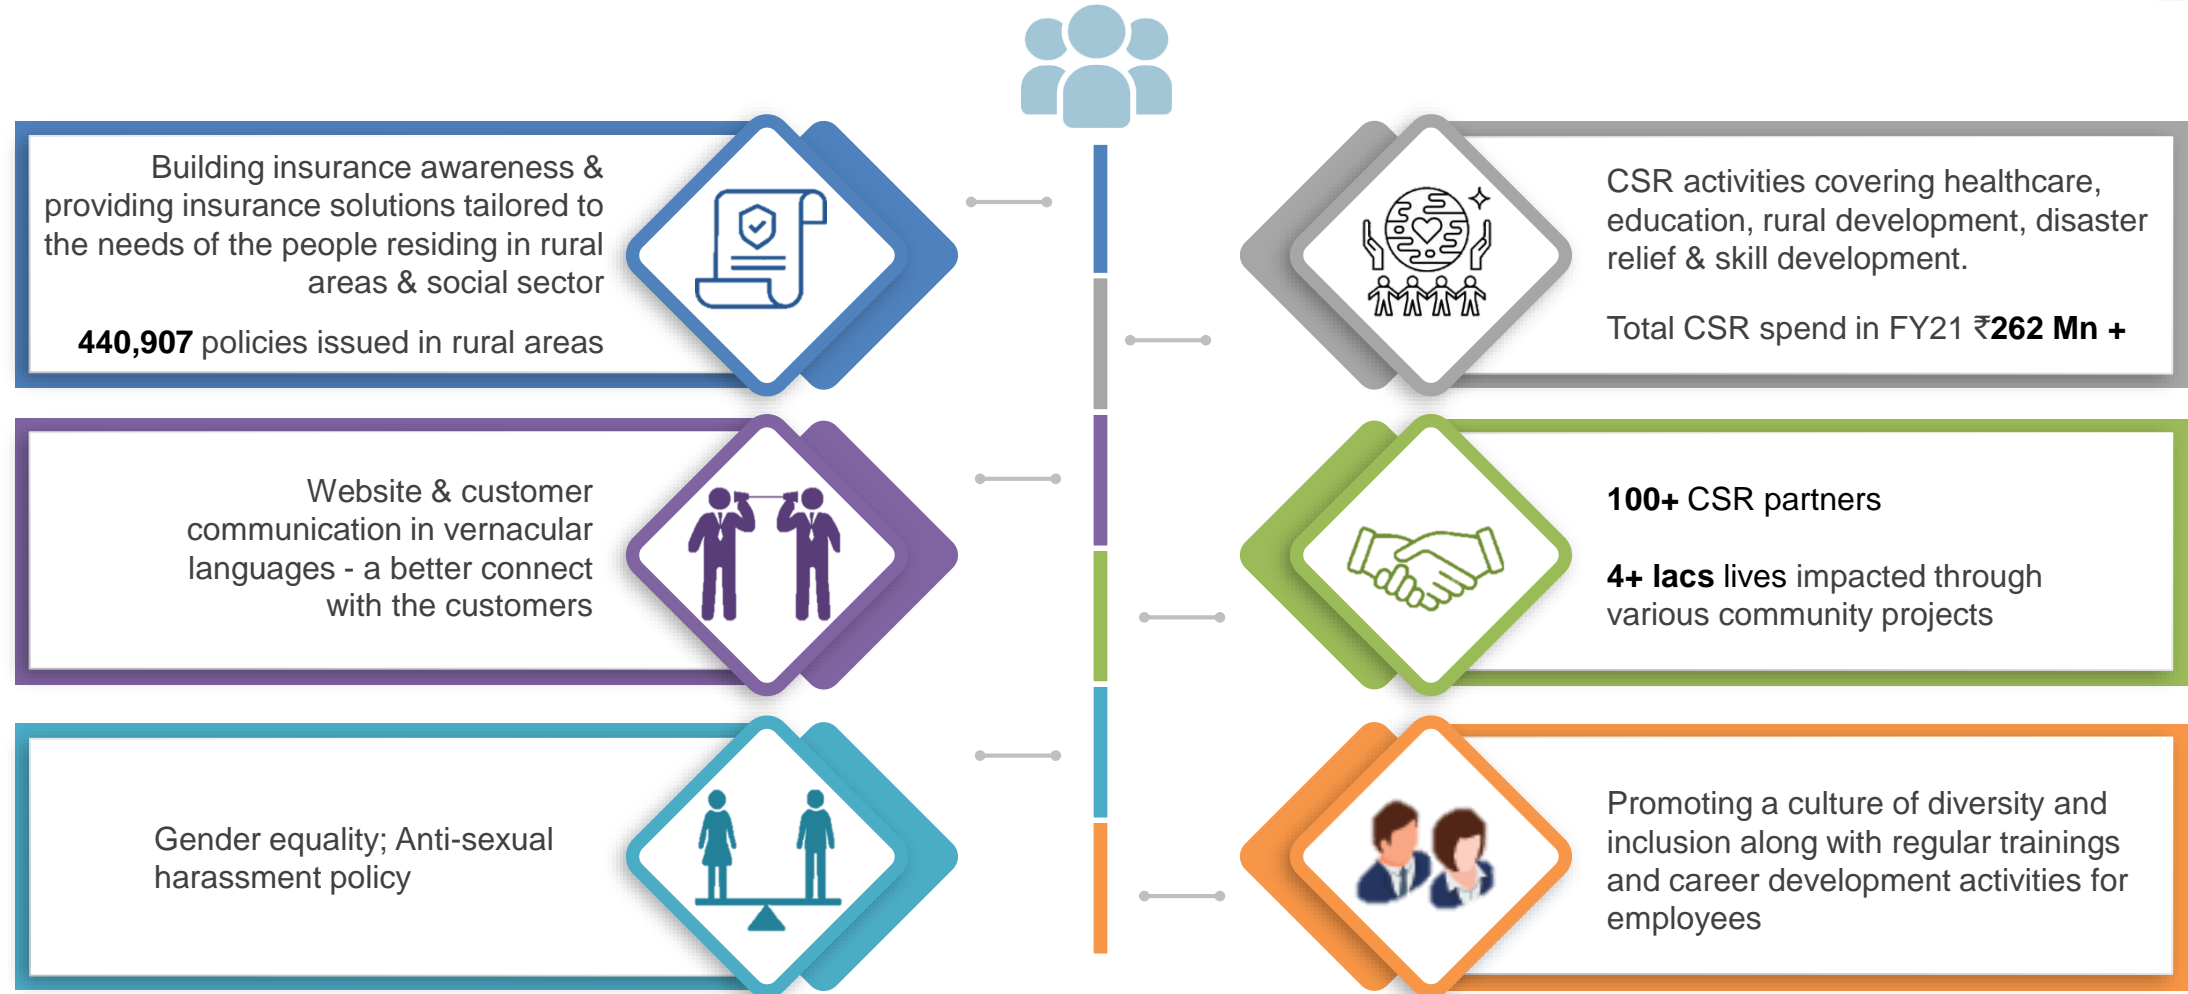 Building insurance awareness &
providing insurance solutions tailored to
the needs of the people residing in rural
areas & social sector
440,907 policies issued in rural areas
CSR activities covering healthcare,
education, rural development, disaster
relief & skill development.
Total CSR spend in FY21 ₹262 Mn +
Website & customer
communication in vernacular
languages - a better connect
with the customers
100+ CSR partners
4+ lacs lives impacted through
various community projects
Gender equality; Anti-sexual
harassment policy
Promoting a culture of diversity and
inclusion along with regular trainings
and career development activities for
employees